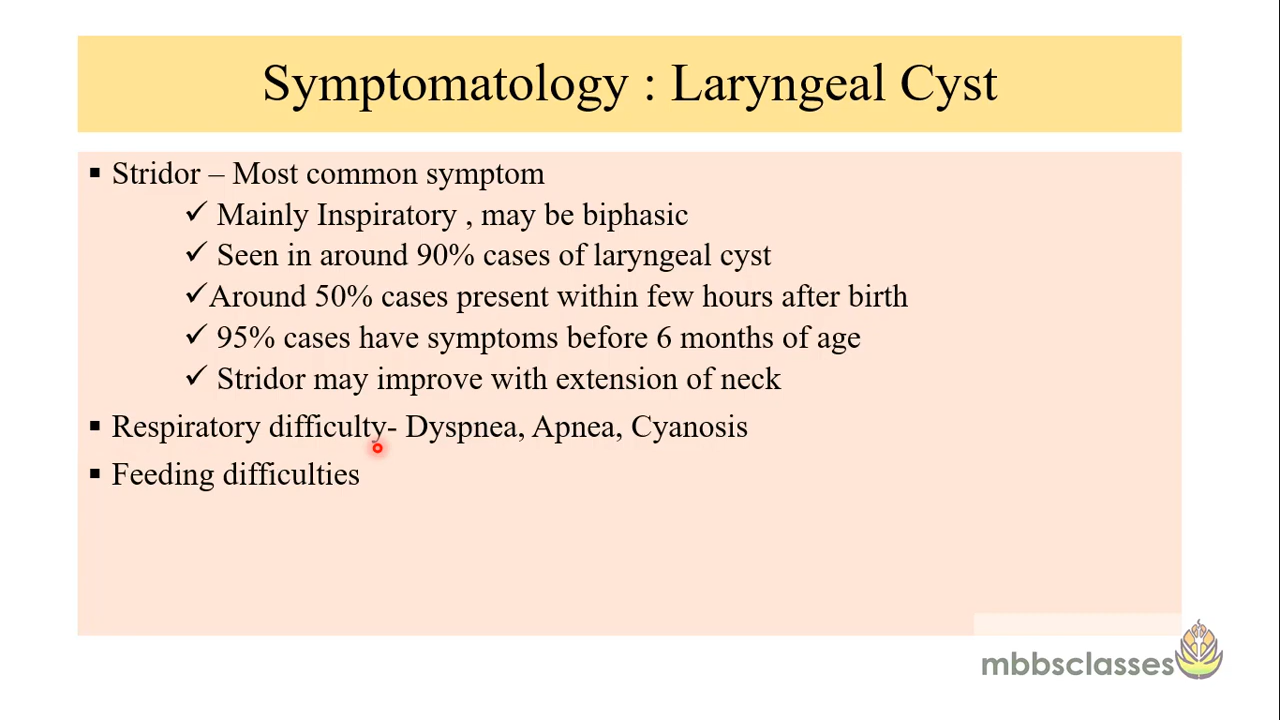 Symptomatology : Laryngeal Cyst
▪ Stridor – Most common symptom
✓ Mainly Inspiratory , may be biphasic
✓ Seen in around 90% cases of laryngeal cyst
✓Around 50% cases present within few hours after birth
✓ 95% cases have symptoms before 6 months of age
✓ Stridor may improve with extension of neck
▪ Respiratory difficulty- Dyspnea, Apnea, Cyanosis
▪ Feeding difficulties
mbbsclasses